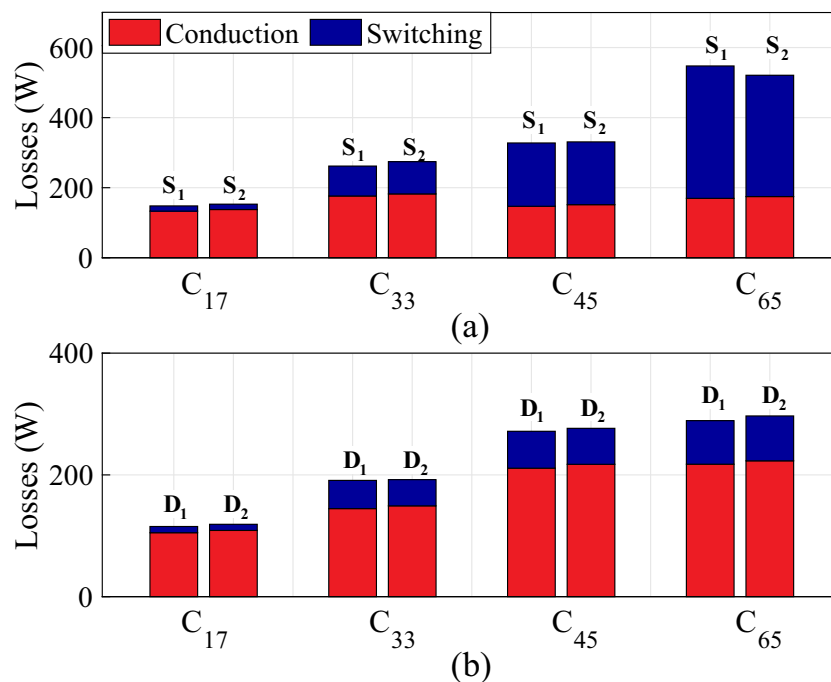 Conduction Switching
Losses (W)
600
400
200
0
S1 S2
S1 S2
S1 S2
S1 S2
C17 C33 C45 C65
(a)
Losses (W)
400
200
0
D1 D2
D1 D2
D1 D2
D1 D2
C17 C33 C45 C65
(b)